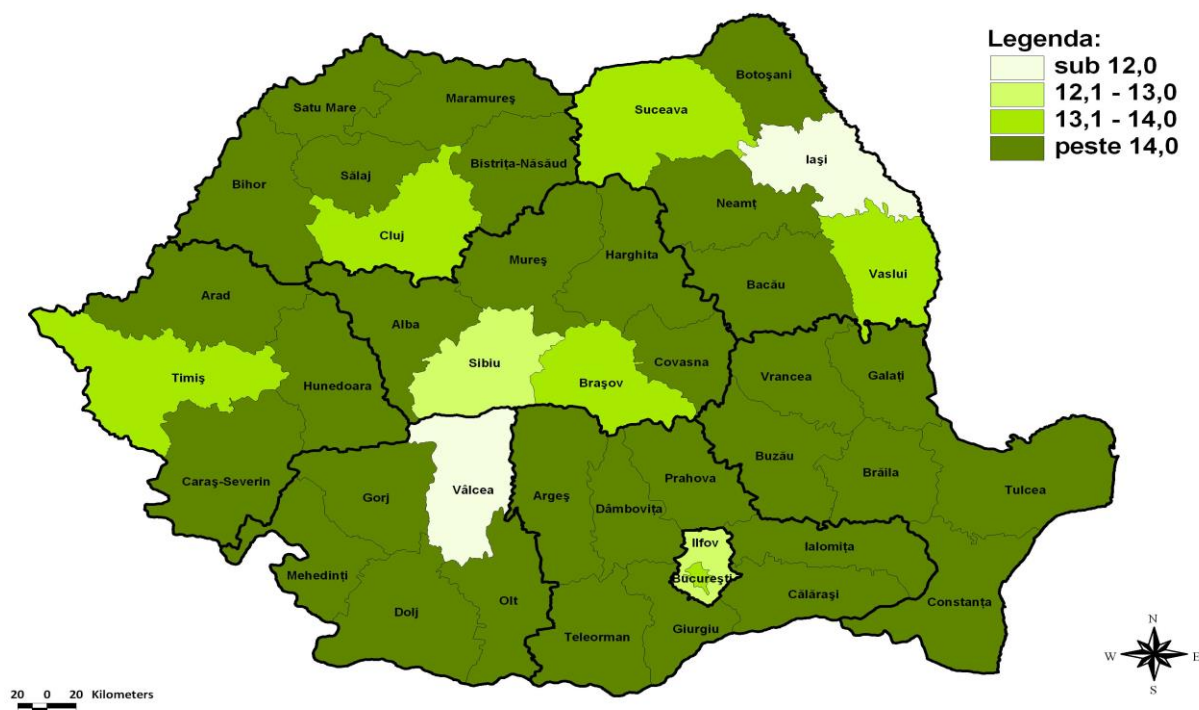 Legenda:
sub 12,0
12,1 - 13,0
13,1 - 14,0
peste 14,0
Botoşani
Satu Mare
Maramureş
Suceava
Iaşi
Bistriţa-Năsăud
Sălaj
Bihor
Neamţ
Cluj
Harghita
Mureş
Vaslui
Bacău
Arad
Alba
Sibiu
Covasna
Vrancea
Galaţi
Timiş
Hunedoara
Braşov
Buzău
Brăila
Prahova
Caraş-Severin
Vâlcea
Tulcea
Gorj
Argeş
Dâmboviţa
Ilfov
Ialomiţa
Mehedinţi
Bucureşti
Călăraşi
Olt
Constanţa
Dolj
Giurgiu
Teleorman
N
W
E
S
20 0 20 Kilometers